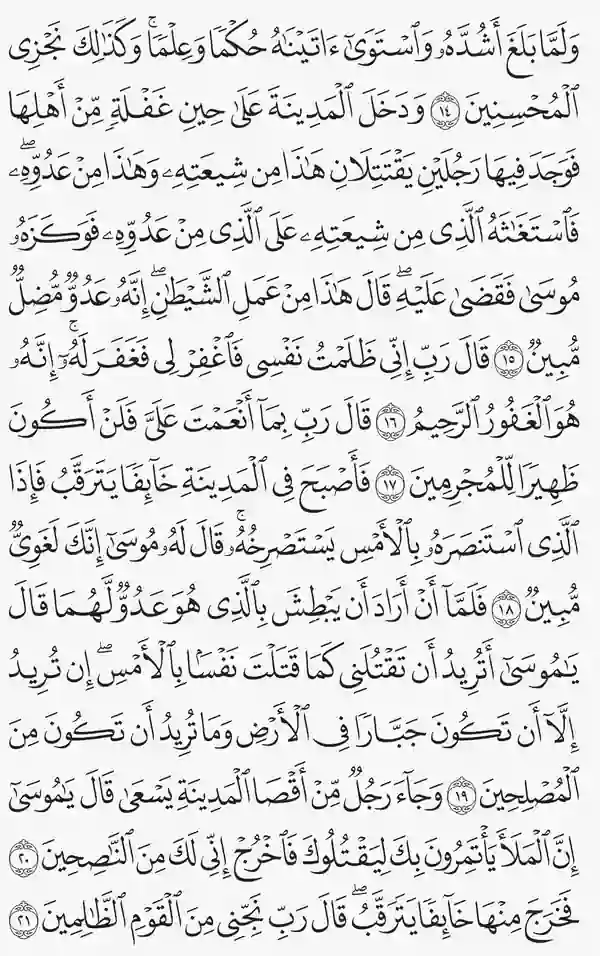 وَلَمَّا بَلَغَ أَشُدَّهُۥ وَٱسۡتَوَىٰٓ ءَاتَيۡنَٰهُ حُكۡمٗا وَعِلۡمٗاۚ وَكَذَٰلِكَ نَجۡزِي
ٱلۡمُحۡسِنِينَ ١٤ وَدَخَلَ ٱلۡمَدِينَةَ عَلَىٰ حِينِ غَفۡلَةٖ مِّنۡ أَهۡلِهَا
فَوَجَدَ فِيهَا رَجُلَيۡنِ يَقۡتَتِلَانِ هَٰذَا مِن شِيعَتِهِۦ وَهَٰذَا مِنۡ عَدُوِّهِۦۖ
فَٱسۡتَغَٰثَهُ ٱلَّذِي مِن شِيعَتِهِۦ عَلَى ٱلَّذِي مِنۡ عَدُوِّهِۦ فَوَكَزَهُۥ
مُوسَىٰ فَقَضَىٰ عَلَيۡهِۖ قَالَ هَٰذَا مِنۡ عَمَلِ ٱلشَّيۡطَٰنِۖ إِنَّهُۥ عَدُوّٞ مُّضِلّٞ
مُّبِينٞ ١٥ قَالَ رَبِّ إِنِّي ظَلَمۡتُ نَفۡسِي فَٱغۡفِرۡ لِي فَغَفَرَ لَهُۥٓۚ إِنَّهُۥ
هُوَ ٱلۡغَفُورُ ٱلرَّحِيمُ ١٦ قَالَ رَبِّ بِمَآ أَنۡعَمۡتَ عَلَيَّ فَلَنۡ أَكُونَ
ظَهِيرٗا لِّلۡمُجۡرِمِينَ ١٧ فَأَصۡبَحَ فِي ٱلۡمَدِينَةِ خَآئِفٗا يَتَرَقَّبُ فَإِذَا
ٱلَّذِي ٱسۡتَنصَرَهُۥ بِٱلۡأَمۡسِ يَسۡتَصۡرِخُهُۥۚ قَالَ لَهُۥ مُوسَىٰٓ إِنَّكَ لَغَوِيّٞ
مُّبِينٞ ١٨ فَلَمَّآ أَنۡ أَرَادَ أَن يَبۡطِشَ بِٱلَّذِي هُوَ عَدُوّٞ لَّهُمَا قَالَ
يَٰمُوسَىٰٓ أَتُرِيدُ أَن تَقۡتُلَنِي كَمَا قَتَلۡتَ نَفۡسَۢا بِٱلۡأَمۡسِۖ إِن تُرِيدُ
إِلَّآ أَن تَكُونَ جَبَّارٗا فِي ٱلۡأَرۡضِ وَمَا تُرِيدُ أَن تَكُونَ مِنَ
ٱلۡمُصۡلِحِينَ ١٩ وَجَآءَ رَجُلٞ مِّنۡ أَقۡصَا ٱلۡمَدِينَةِ يَسۡعَىٰ قَالَ يَٰمُوسَىٰٓ
إِنَّ ٱلۡمَلَأَ يَأۡتَمِرُونَ بِكَ لِيَقۡتُلُوكَ فَٱخۡرُجۡ إِنِّي لَكَ مِنَ ٱلنَّٰصِحِينَ ٢٠
فَخَرَجَ مِنۡهَا خَآئِفٗا يَتَرَقَّبُۖ قَالَ رَبِّ نَجِّنِي مِنَ ٱلۡقَوۡمِ ٱلظَّٰلِمِينَ ٢١